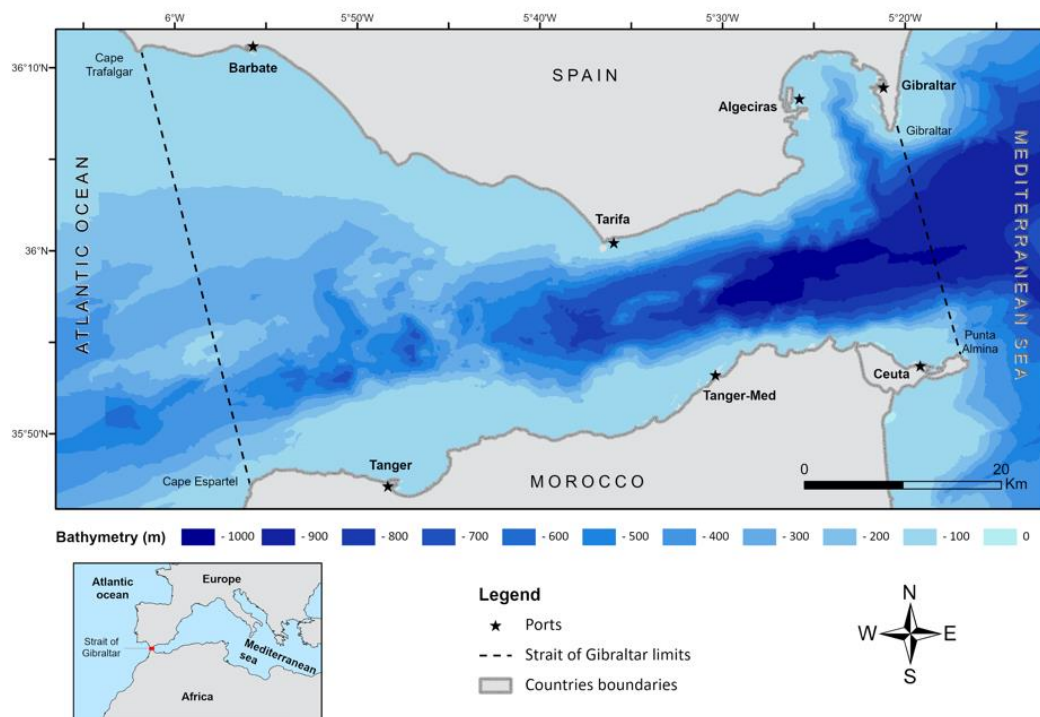 6°0'W
5°50'W
5°40'W
5°30'W
5°20'W
36°10'N
36°0'N
35°50'N
Cape
Trafalgar
Barbate
SPAIN
Algeciras
Gibraltar
Gibraltar
ATLANTIC OCEAN
MEDITERRANEAN SEA
Tarifa
Punta
Almina
Ceuta
Tanger-Med
Cape Espartel
Tanger
MOROCCO
0
20
Km
Bathymetry (m)
- 1000
- 900
- 800
- 700
- 600
- 500
- 400
- 300
- 200
- 100
0
Atlantic
ocean
Europe
Strait of
Gibraltar
Mediterranean
sea
Africa
Legend
Ports
Strait of Gibraltar limits
Countries boundaries
N
W
E
S